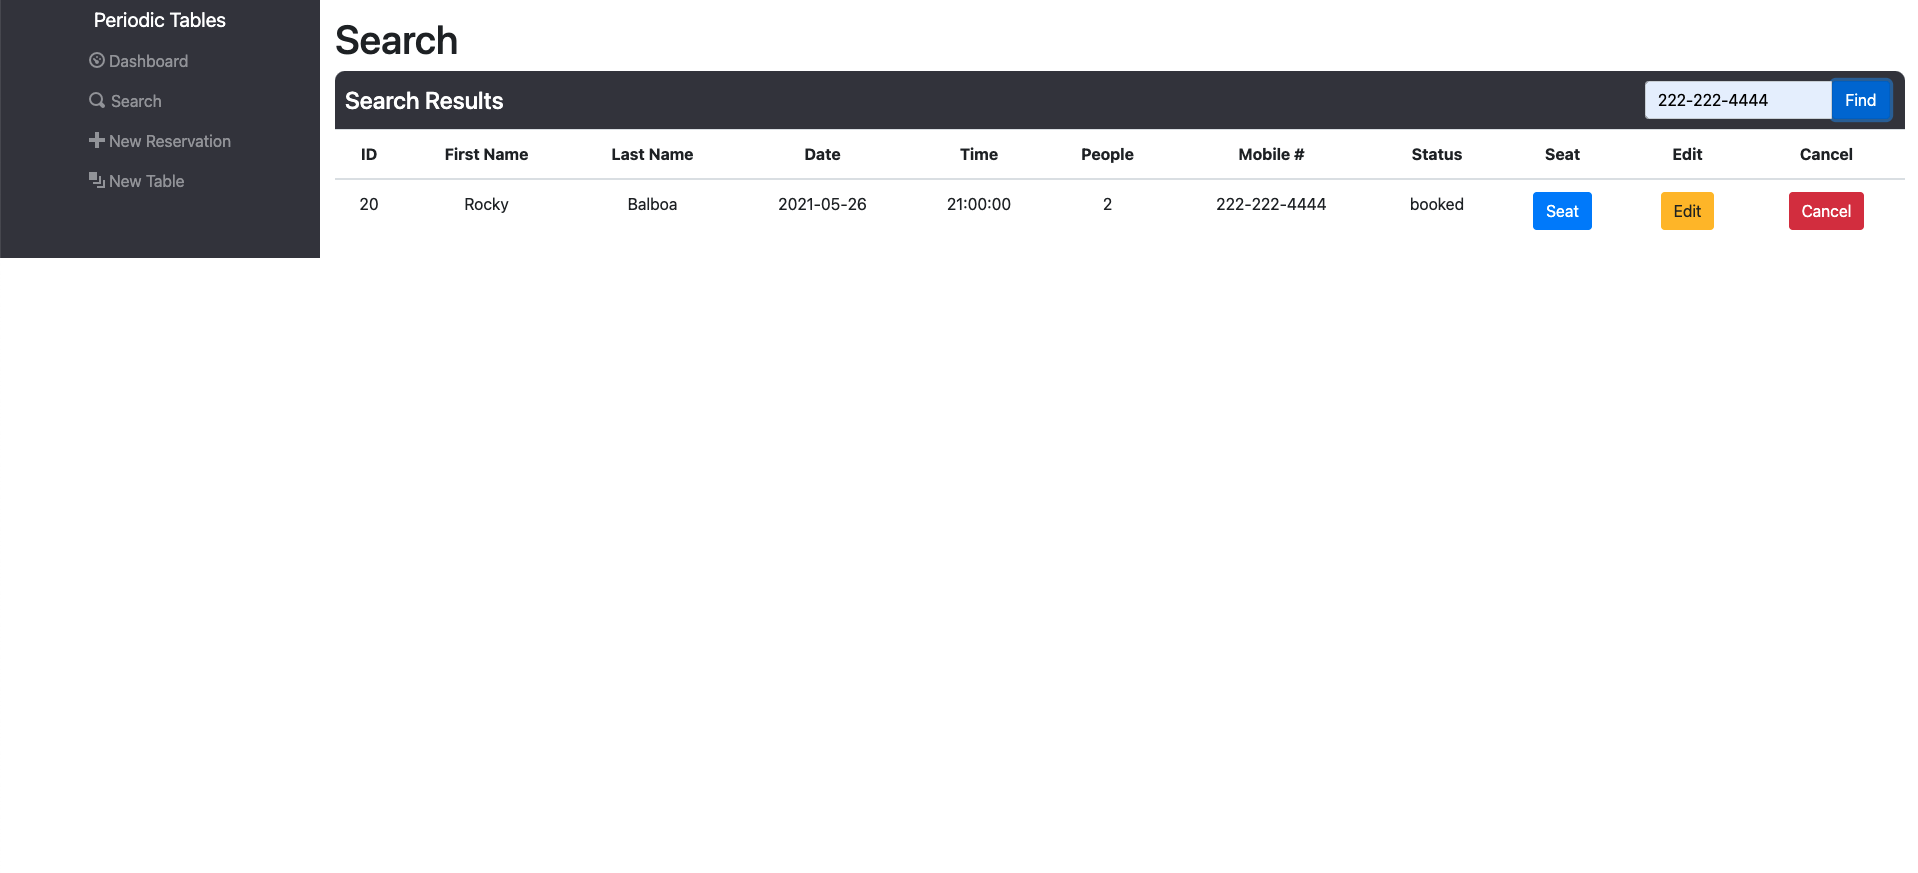 Periodic Tables
Dashboard
Search
New Reservation
New Table
Search
Search Results
222-222-4444 Find
ID First Name Last Name Date Time People Mobile # Status Seat Edit Cancel
20 Rocky Balboa 2021-05-26 21:00:00 2 222-222-4444 booked Seat Edit Cancel